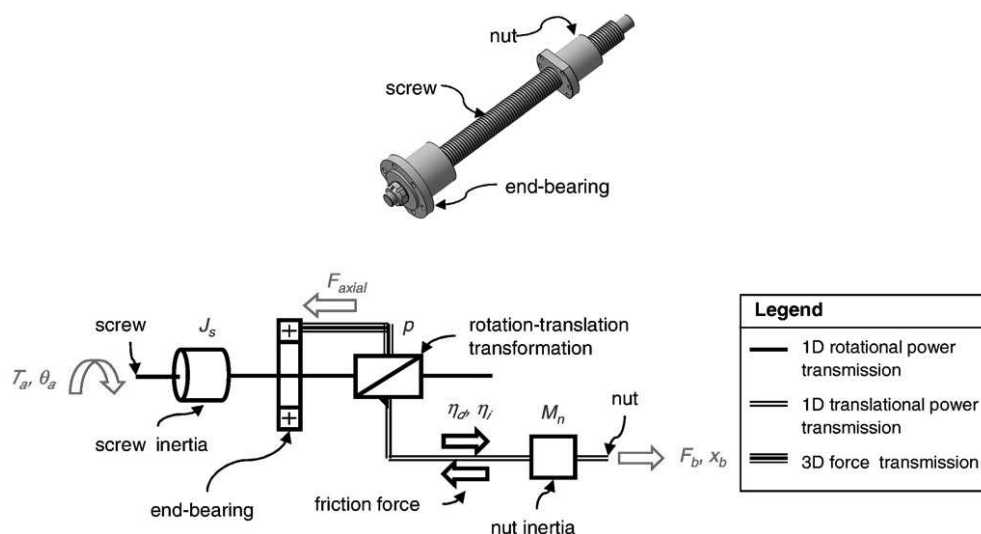 nut
screw
end-bearing
F_axial
screw
J_s
p
rotation-translation
transformation
T_a, θ_a
η_d, η_i
M_n
nut
F_b, x_b
screw inertia
end-bearing
friction force
nut inertia
Legend
1D rotational power
transmission
1D translational power
transmission
3D force transmission